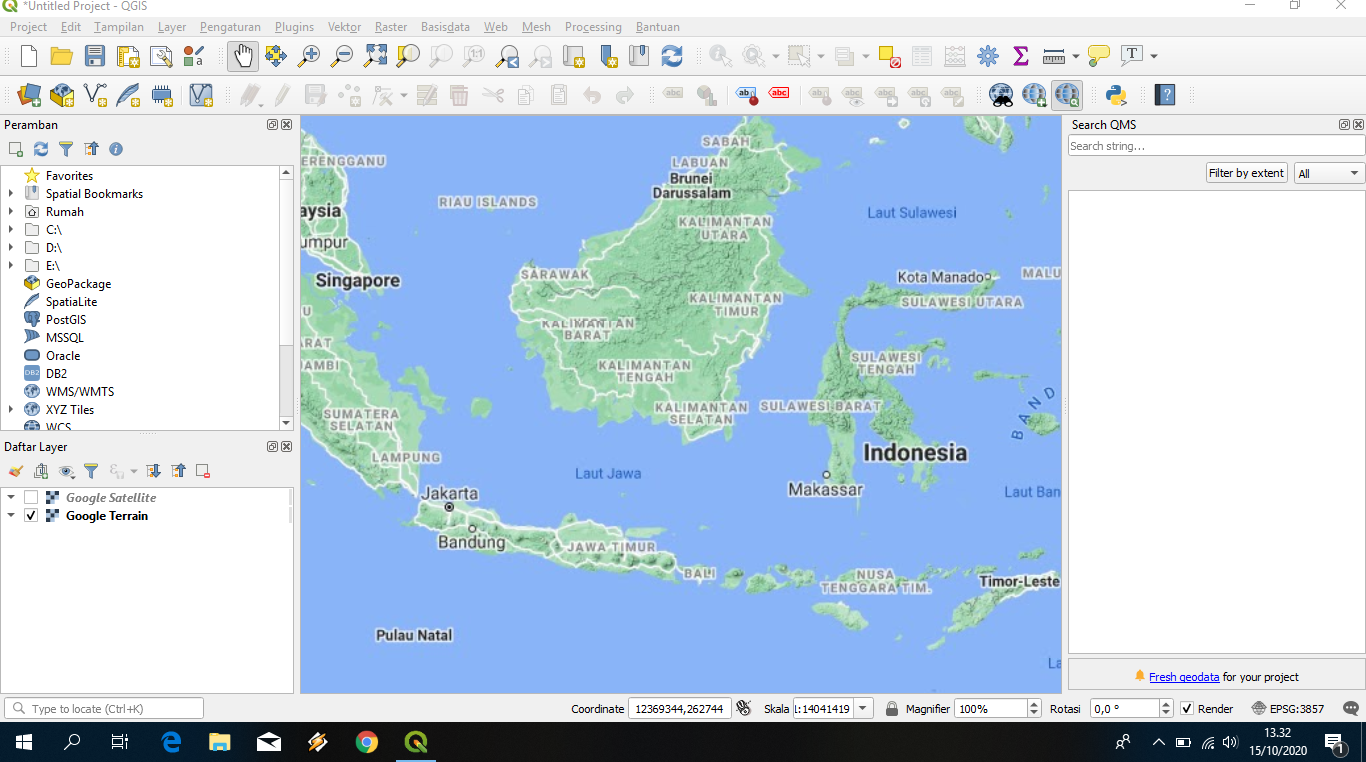 *Untitled Project - QGIS
Project Edit Tampilan Layer Pengaturan Plugins Vektor Raster Basisdata Web Mesh Processing Bantuan
Peramban
Favorites
Spatial Bookmarks
Rumah
C:\
D:\
E:\
GeoPackage
SpatiaLite
PostGIS
MSSQL
Oracle
DB2
DB2
WMS/WMTS
XYZ Tiles
WCS
Daftar Layer
Google Satellite
Google Terrain
SABAH
ERENGGANU
LABUAN
Brunei
Darussalam
RIAU ISLANDS
aysia
Laut Sulawesi
KALIMANTAN
UTARA
umpur
Singapore
SARAWAK
Kota Manado
MALU
KALIMANTAN
TIMUR
SULAWESI UTARA
KALIMANTAN
BARAT
RAT
AMBI
SULAWESI
TENGAH
KALIMANTAN
TENGAH
BAND
SUMATERA
SELATAN
KALIMANTAN
SELATAN
SULAWESI BARAT
LAMPUNG
Indonesia
Laut Jawa
Makassar
Laut Ban
Jakarta
Bandung
JAWA TIMUR
BALI
NUSA
TENGGARA TIM.
Timor-Leste
Pulau Natal
La
Search QMS
Search string...
Filter by extent All
Fresh geodata for your project
Type to locate (Ctrl+K) Coordinate 12369344,262744 Skala 1:14041419 Magnifier 100% Rotasi 0,0 ° Render EPSG:3857
13.32
15/10/2020
1